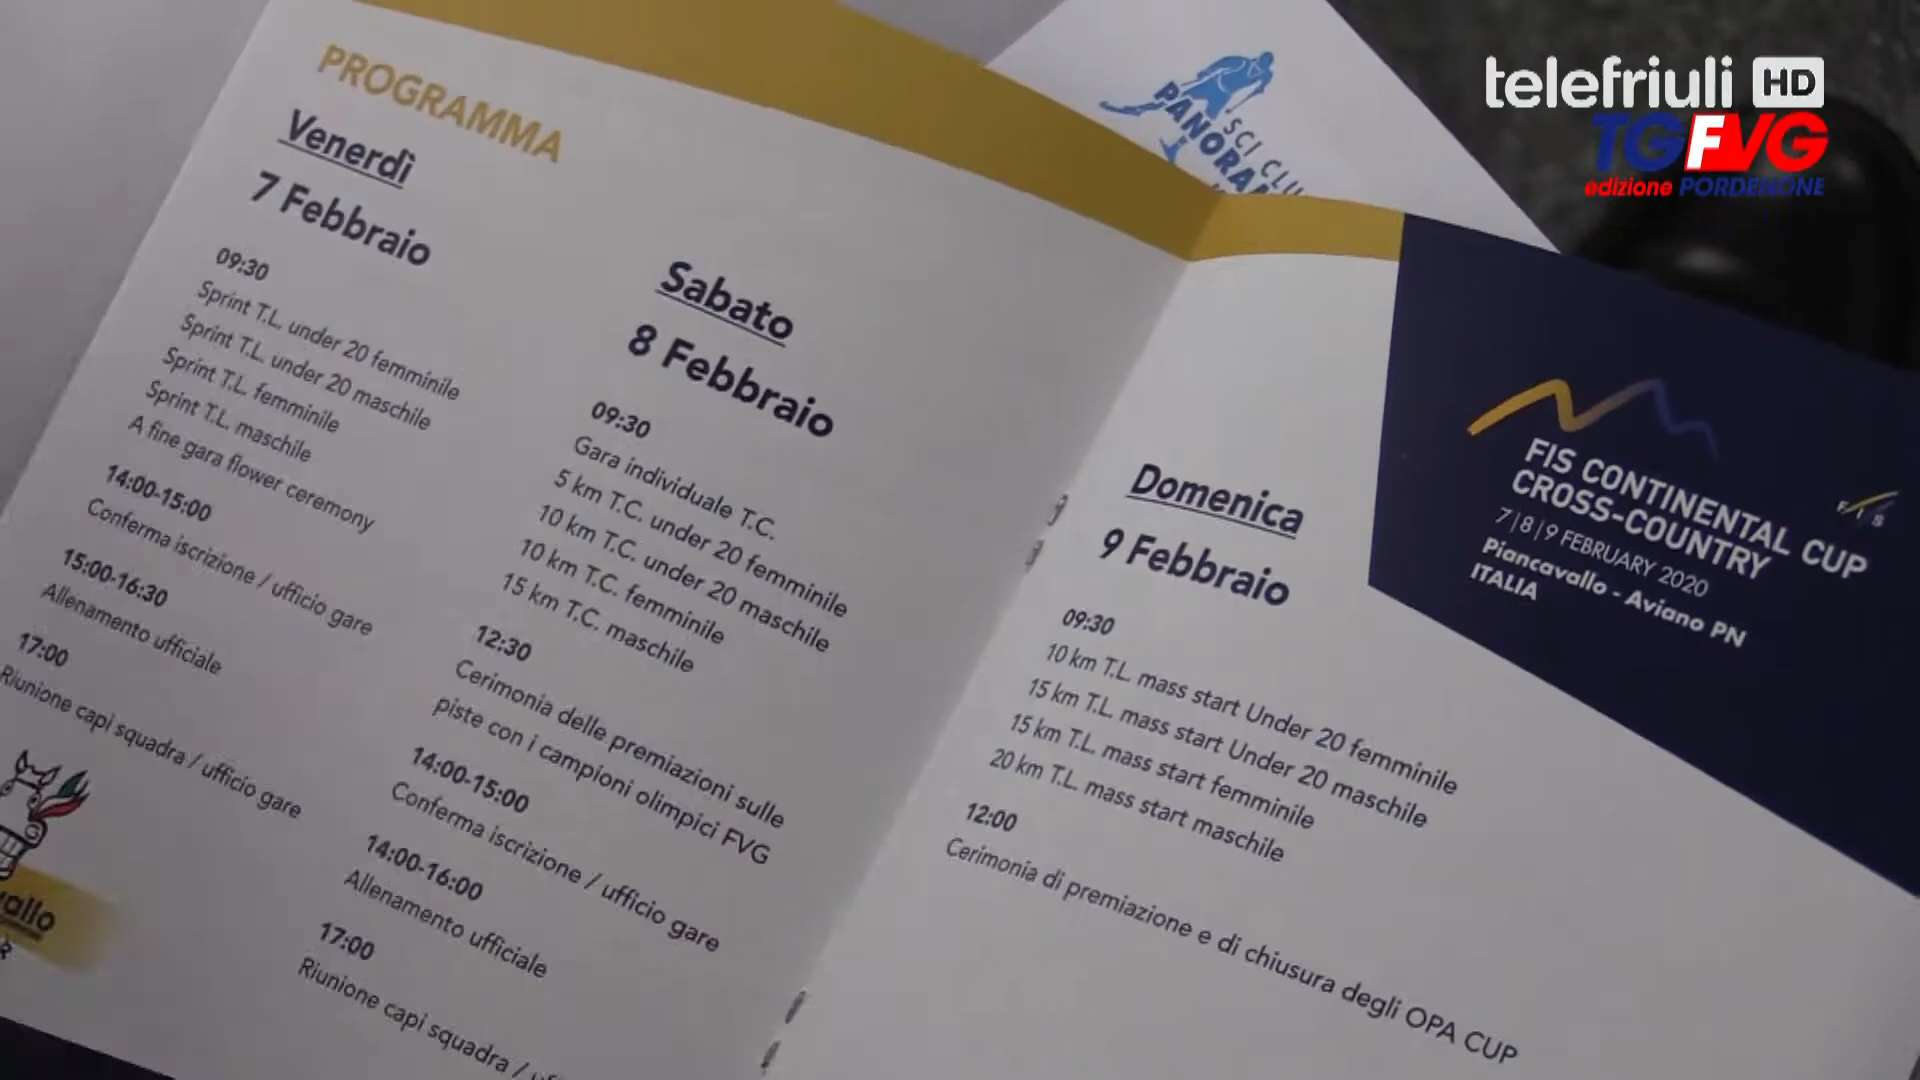 PROGRAMMA
Venerdì
7 Febbraio
09:30
Sprint T.L. under 20 femminile
Sprint T.L. under 20 maschile
Sprint T.L. femminile
Sprint T.L. maschile
A fine gara flower ceremony
14:00-15:00
Conferma iscrizione / ufficio gare
15:00-16:30
Allenamento ufficiale
17:00
Riunione capi squadra / ufficio gare
Sabato
8 Febbraio
09:30
Gara individuale T.C.
5 km T.C. under 20 femminile
10 km T.C. under 20 maschile
10 km T.C. femminile
15 km T.C. maschile
12:30
Cerimonia delle premiazioni sulle
piste con i campioni olimpici FVG
14:00-15:00
Conferma iscrizione / ufficio gare
14:00-16:00
Allenamento ufficiale
17:00
Riunione capi squadra /
Domenica
9 Febbraio
09:30
10 km T.L. mass start Under 20 femminile
15 km T.L. mass start Under 20 maschile
15 km T.L. mass start femminile
20 km T.L. mass start maschile
12:00
Cerimonia di premiazione e di chiusura degli OPA CUP
FIS CONTINENTAL CUP
CROSS-COUNTRY
7|8|9 FEBRUARY 2020
Piancavallo - Aviano PN
ITALIA
FIS
SCI
telefriuli HD
TGFVG
edizione PORDENONE